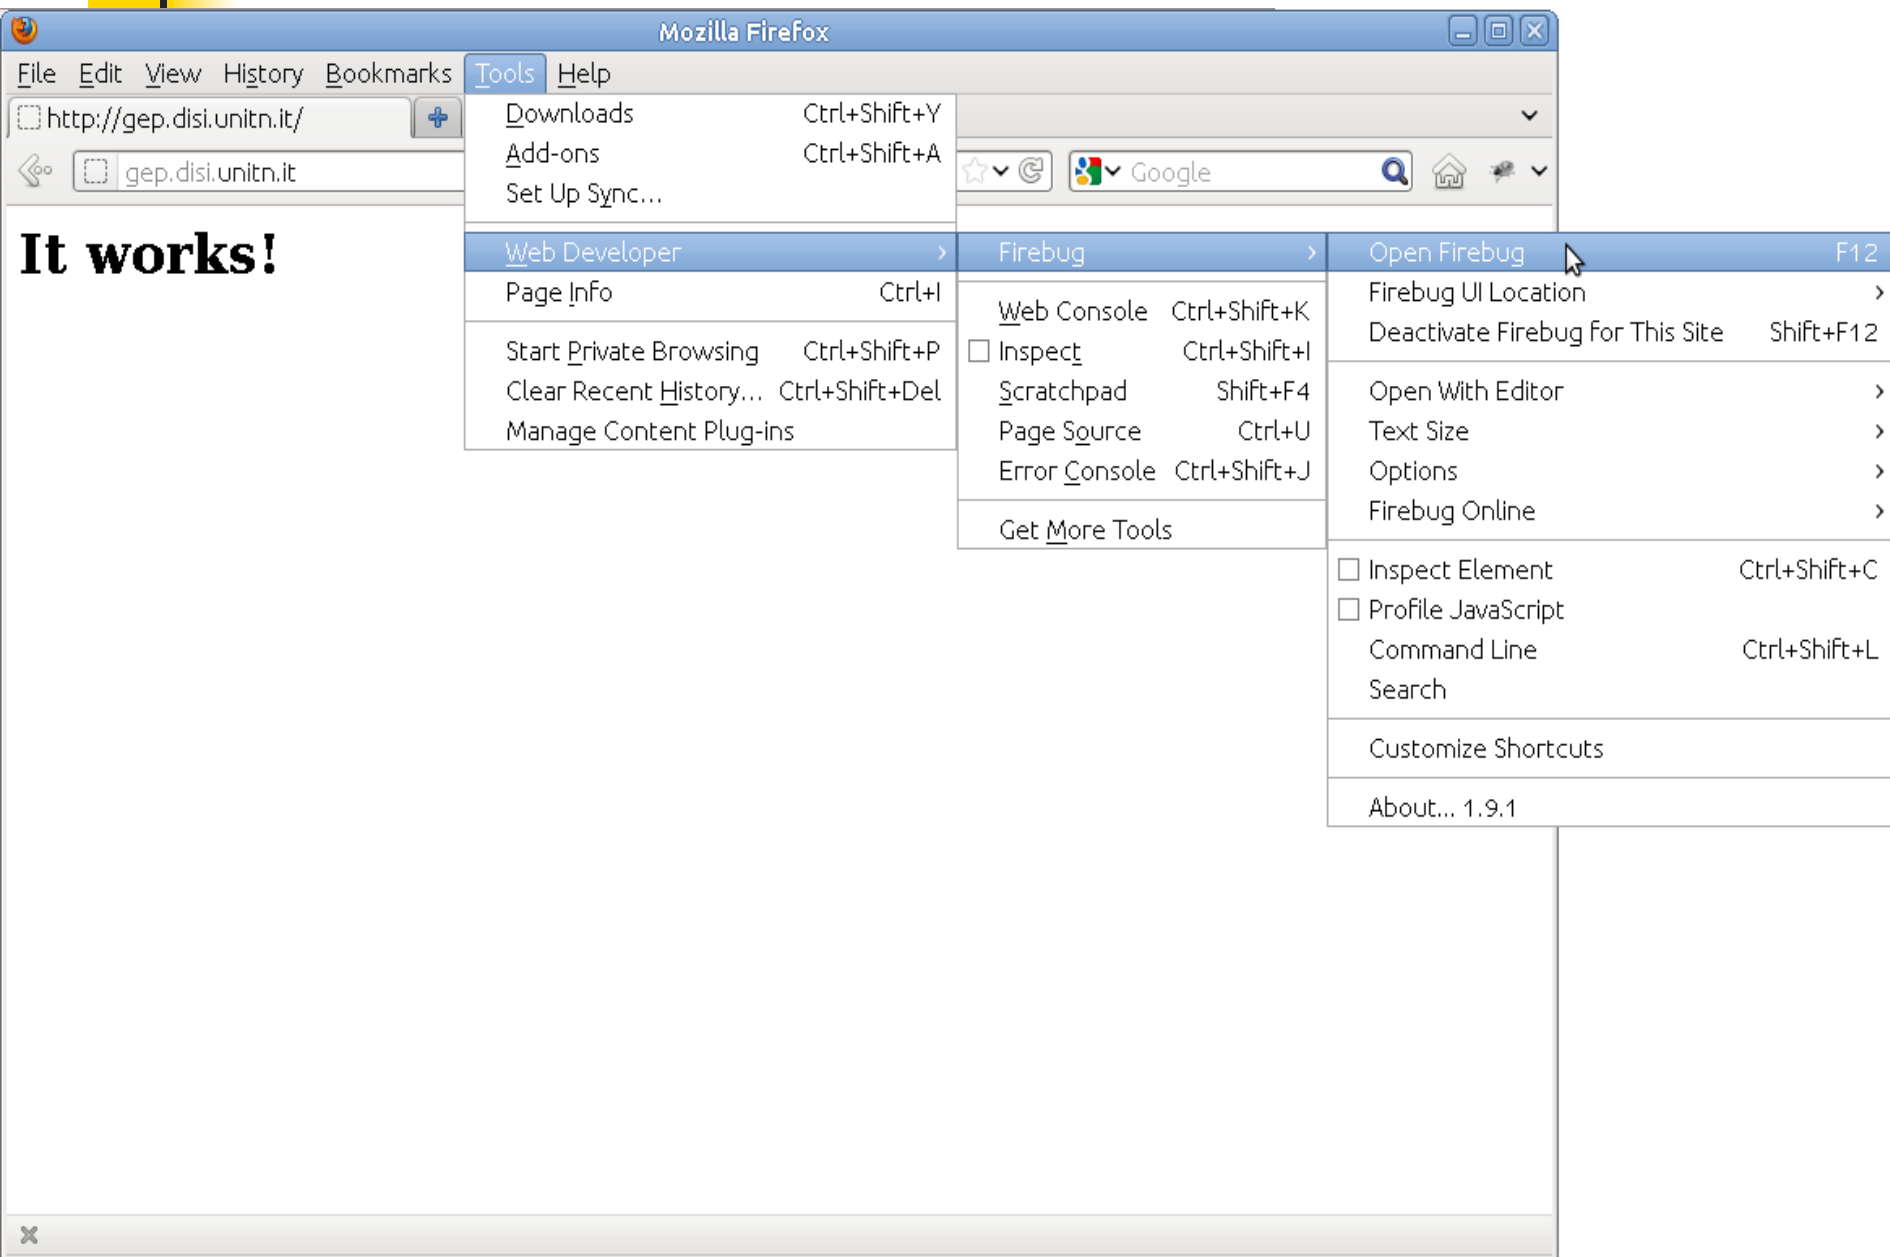 Mozilla Firefox
File Edit View History Bookmarks Tools Help
http://gep.disi.unitn.it/
gep.disi.unitn.it
Google
It works!
Downloads Ctrl+Shift+Y
Add-ons Ctrl+Shift+A
Set Up Sync...
Web Developer
Page Info Ctrl+I
Start Private Browsing Ctrl+Shift+P
Clear Recent History... Ctrl+Shift+Del
Manage Content Plug-ins
Firebug
Web Console Ctrl+Shift+K
Inspect Ctrl+Shift+I
Scratchpad Shift+F4
Page Source Ctrl+U
Error Console Ctrl+Shift+J
Get More Tools
Open Firebug F12
Firebug UI Location
Deactivate Firebug for This Site Shift+F12
Open With Editor
Text Size
Options
Firebug Online
Inspect Element Ctrl+Shift+C
Profile JavaScript
Command Line Ctrl+Shift+L
Search
Customize Shortcuts
About... 1.9.1